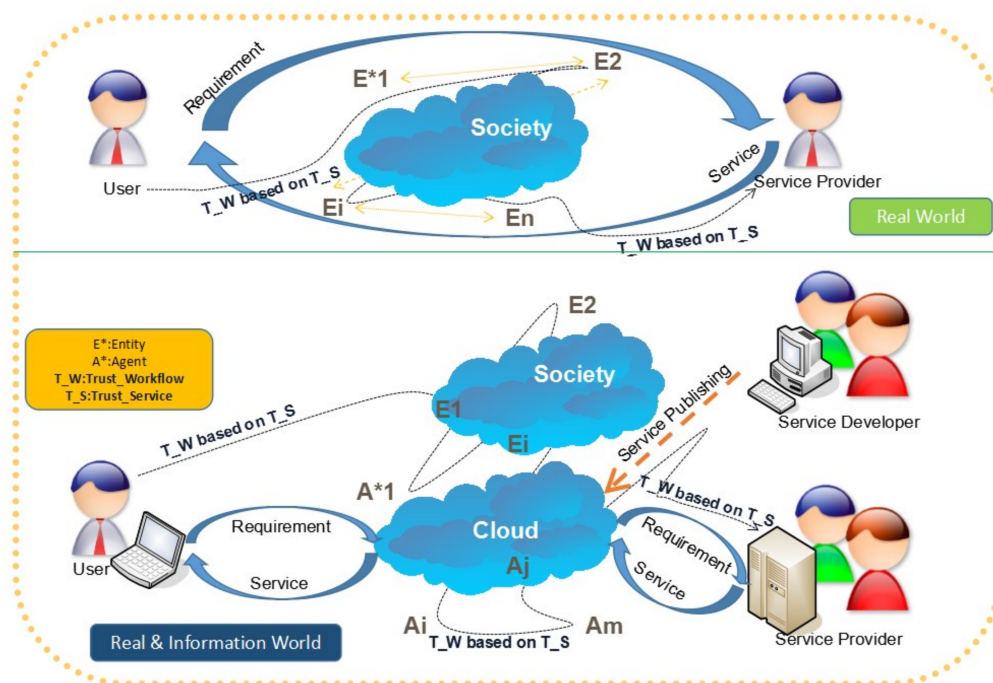 E2
E*1
Requirement
Society
Service
User
T_W based on T_S
Service Provider
Ei
En
T_W based on T_S
Real World
E2
E*:Entity
A*:Agent
T_W:Trust_Workflow
T_S:Trust_Service
Society
E1
Service Publishing
Service Developer
T_W based on T_S
Ei
A*1
T_W based on T_S
Requirement
Cloud
Requirement
User
Service
Aj
Service
Ai
Am
T_W based on T_S
Service Provider
Real & Information World